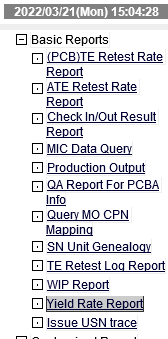 2022/03/21(Mon) 15:04:28
Basic Reports
(PCB)TE Retest Rate
Report
ATE Retest Rate
Report
Check In/Out Result
Report
MIC Data Query
Production Output
QA Report For PCBA
Info
Query MO CPN
Mapping
SN Unit Genealogy
TE Retest Log Report
WIP Report
Yield Rate Report
Issue USN trace